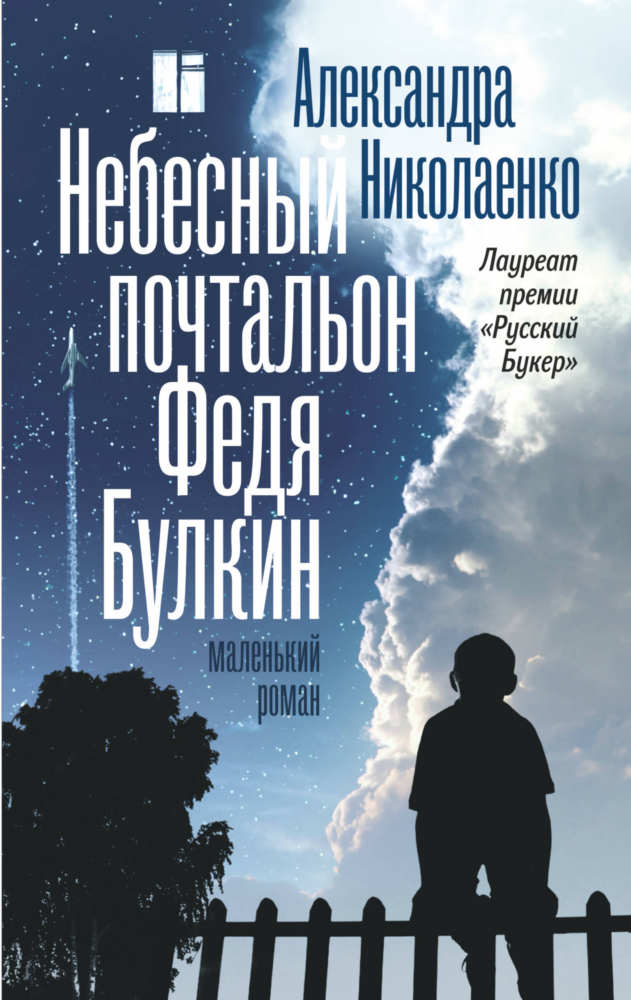 Александра
Николаенко
Небесный
почтальон
Федя
Булкин
маленький
роман
Лауреат
премии
«Русский
Букер»